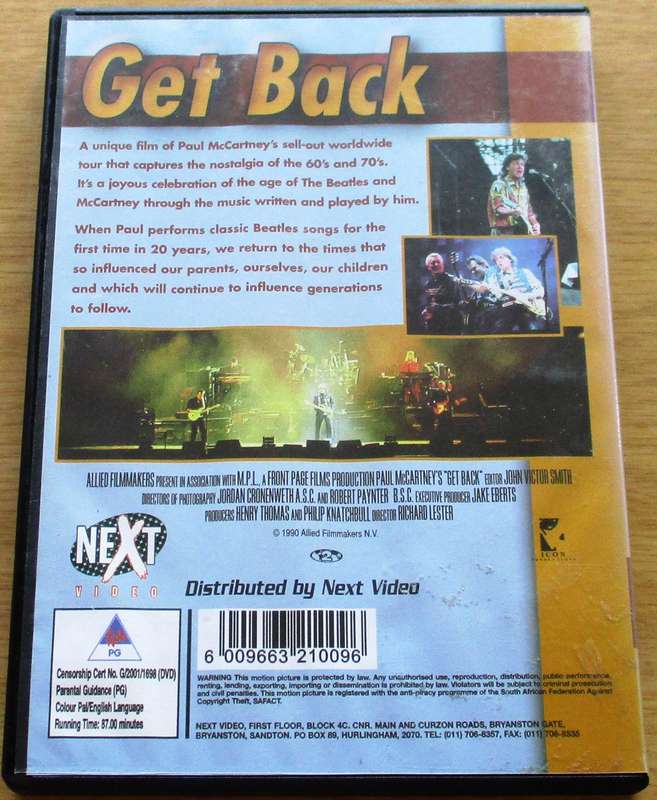 Get Back
A unique film of Paul McCartney's sell-out worldwide
tour that captures the nostalgia of the 60's and 70's.
It's a joyous celebration of the age of The Beatles and
McCartney through the music written and played by him.
When Paul performs classic Beatles songs for the
first time in 20 years, we return to the times that
so influenced our parents, ourselves, our children
and which will continue to influence generations
to follow.
ALLIED FILMMAKERS PRESENT IN ASSOCIATION WITH M.P.L., A FRONT PAGE FILMS PRODUCTION PAUL McCARTNEY'S "GET BACK" EDITOR JOHN VICTOR SMITH
DIRECTORS OF PHOTOGRAPHY JORDAN CRONENWETH A.S.C. AND ROBERT PAYNTER B.S.C. EXECUTIVE PRODUCER JAKE EBERTS
PRODUCERS HENRY THOMAS AND PHILIP KNATCHBULL DIRECTOR RICHARD LESTER
© 1990 Allied Filmmakers N.V.
NEXT
VIDEO
ICON
Distributed by Next Video
PG
Censorship Cert No. G/2001/1698 (DVD)
Parental Guidance (PG)
Colour Pal/English Language
Running Time: 87.00 minutes
6 009663 210096
WARNING This motion picture is protected by law. Any unauthorised use, reproduction, distribution, public performance,
renting, lending, exporting, importing or dissemination is prohibited by law. Violators will be subject to criminal prosecution
and civil penalties. This motion picture is registered with the anti-piracy programme of the South African Federation Against
Copyright Theft, SAFACT.
NEXT VIDEO, FIRST FLOOR, BLOCK 4C. CNR. MAIN AND CURZON ROADS, BRYANSTON GATE,
BRYANSTON, SANDTON. PO BOX 89, HURLINGHAM, 2070. TEL: (011) 706-8357, FAX: (011) 706-8535